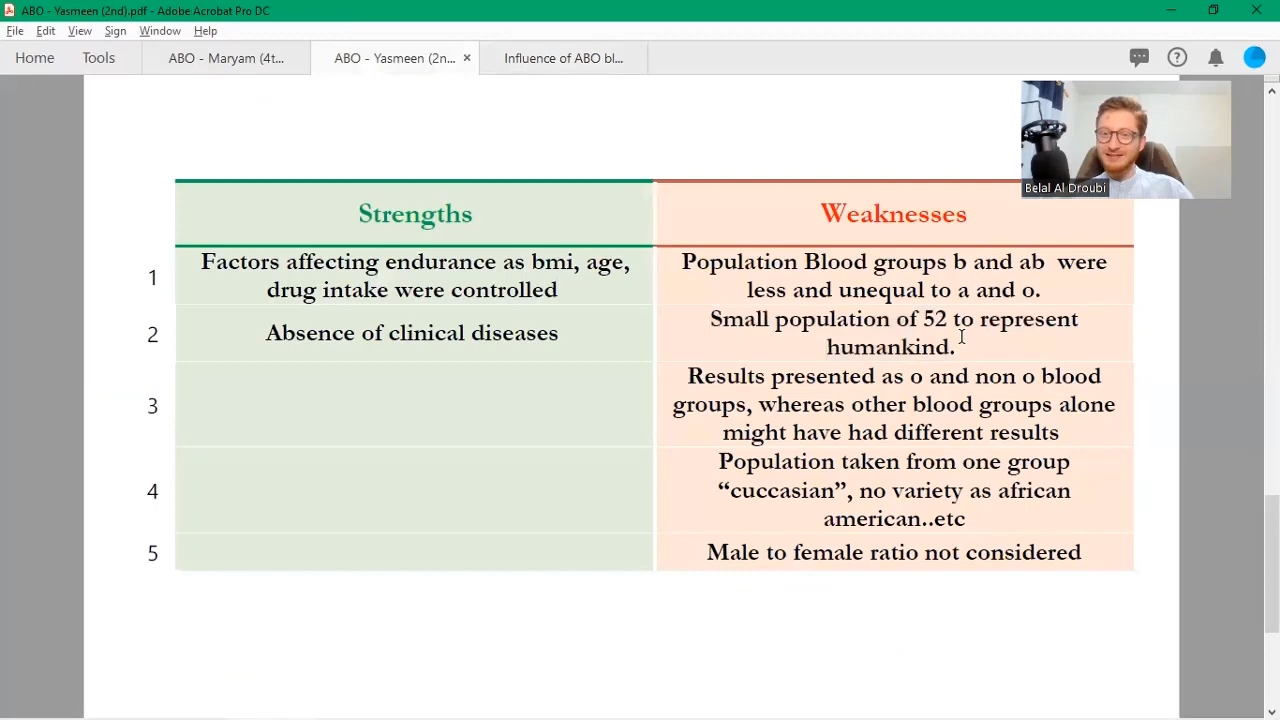 ABO - Yasmeen (2nd).pdf - Adobe Acrobat Pro DC
File Edit View Sign Window Help
Home Tools ABO - Maryam (4t... ABO - Yasmeen (2n... × Influence of ABO bl...
Belal Al Droubi
Strengths Weaknesses
1 Factors affecting endurance as bmi, age, Population Blood groups b and ab were
drug intake were controlled less and unequal to a and o.
2 Absence of clinical diseases Small population of 52 to represent
humankind.
3 Results presented as o and non o blood
groups, whereas other blood groups alone
might have had different results
4 Population taken from one group
“cuccasian”, no variety as african
american..etc
5 Male to female ratio not considered